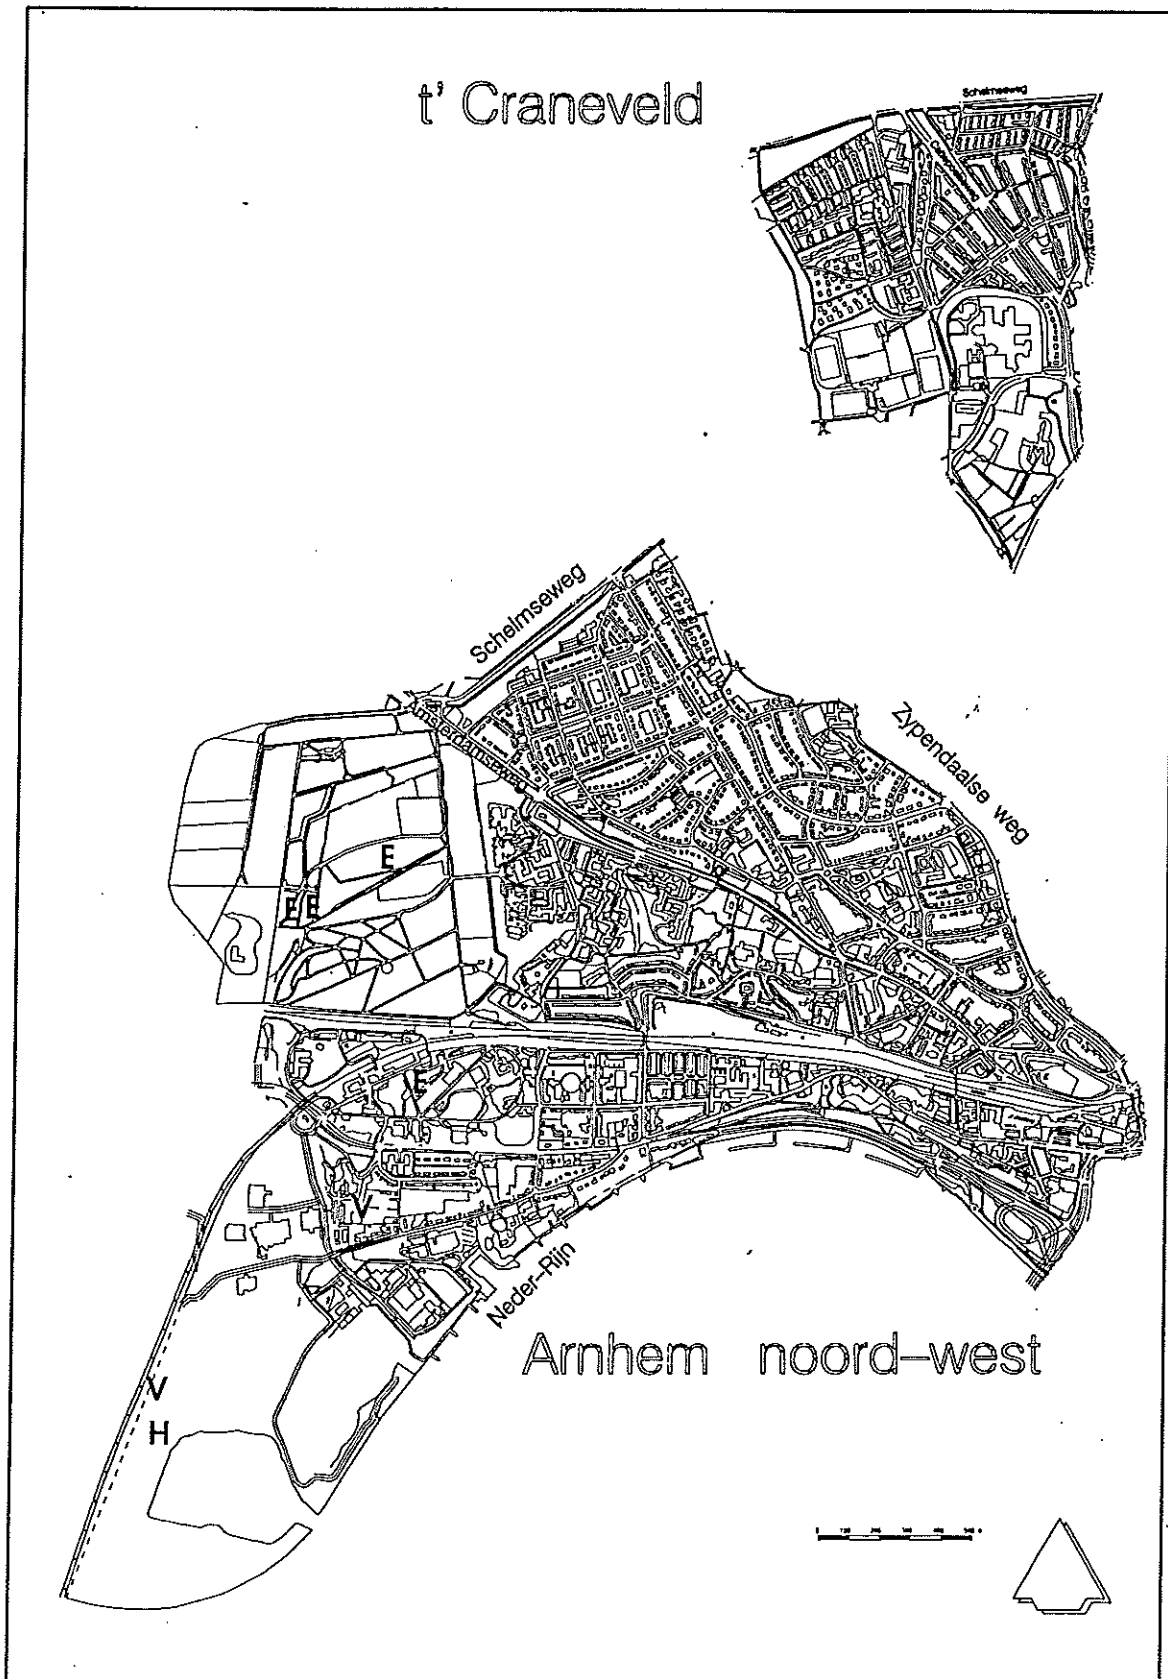 t' Craneveld
Schelmseweg
Schelmseweg
Amsterdamseweg
Zypendaalse weg
E
E E
E
V
Neder-Rijn
Arnhem noord-west
V
H